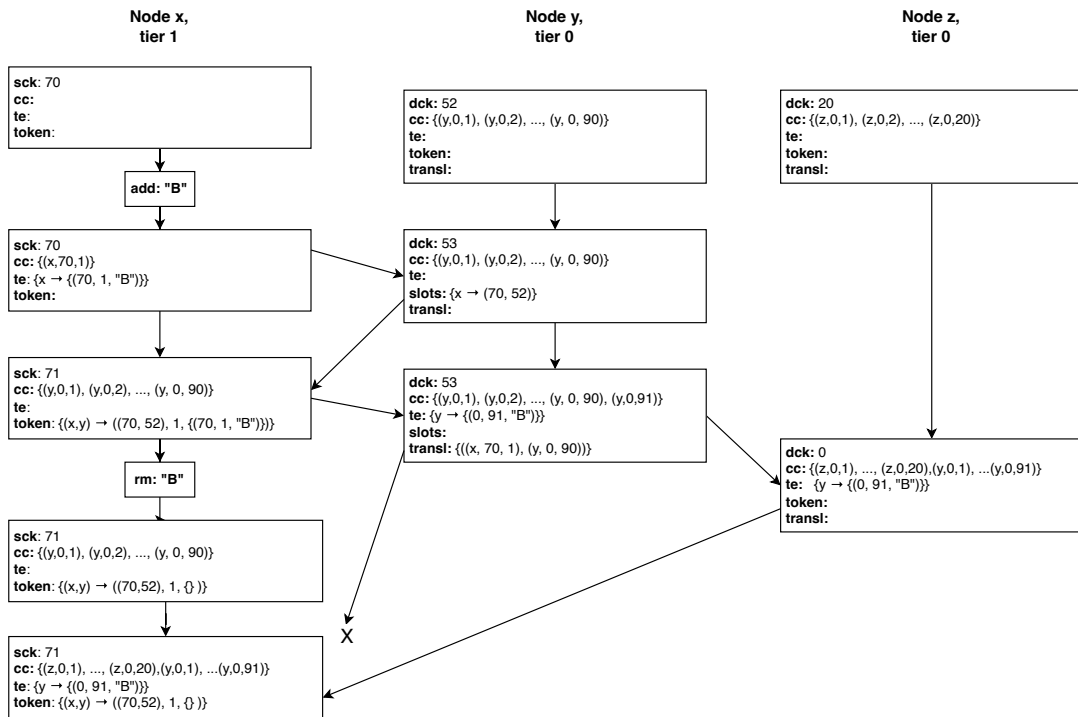 Node x,
tier 1
Node y,
tier 0
Node z,
tier 0
sck: 70
cc:
te:
token:
add: "B"
sck: 70
cc: {(x,70,1)}
te: {x → {(70, 1, "B")}}
token:
sck: 71
cc: {(y,0,1), (y,0,2), ..., (y, 0, 90)}
te:
token: {(x,y) → ((70, 52), 1, {(70, 1, "B")})}
rm: "B"
sck: 71
cc: {(y,0,1), (y,0,2), ..., (y, 0, 90)}
te:
token: {(x,y) → ((70,52), 1, {} )}
sck: 71
cc: {(z,0,1), ..., (z,0,20),(y,0,1), ...(y,0,91)}
te: {y → {(0, 91, "B")}}
token: {(x,y) → ((70,52), 1, {} )}
dck: 52
cc: {(y,0,1), (y,0,2), ..., (y, 0, 90)}
te:
token:
transl:
dck: 53
cc: {(y,0,1), (y,0,2), ..., (y, 0, 90)}
te:
slots: {x → (70, 52)}
transl:
dck: 53
cc: {(y,0,1), (y,0,2), ..., (y, 0, 90), (y,0,91)}
te: {y → {(0, 91, "B")}}
slots:
transl: {((x, 70, 1), (y, 0, 90))}
X
dck: 20
cc: {(z,0,1), (z,0,2), ..., (z,0,20)}
te:
token:
transl:
dck: 0
cc: {(z,0,1), ..., (z,0,20),(y,0,1), ...(y,0,91)}
te: {y → {(0, 91, "B")}}
token:
transl: